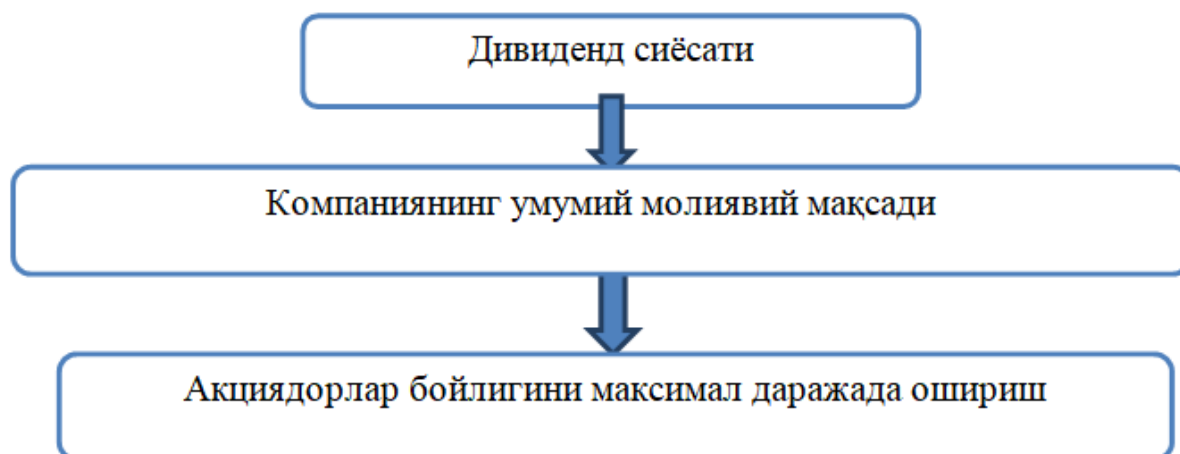 Дивиденд сиёсати
Компаниянинг умумий молиявий мақсади
Акциядорлар бойлигини максимал даражада ошириш